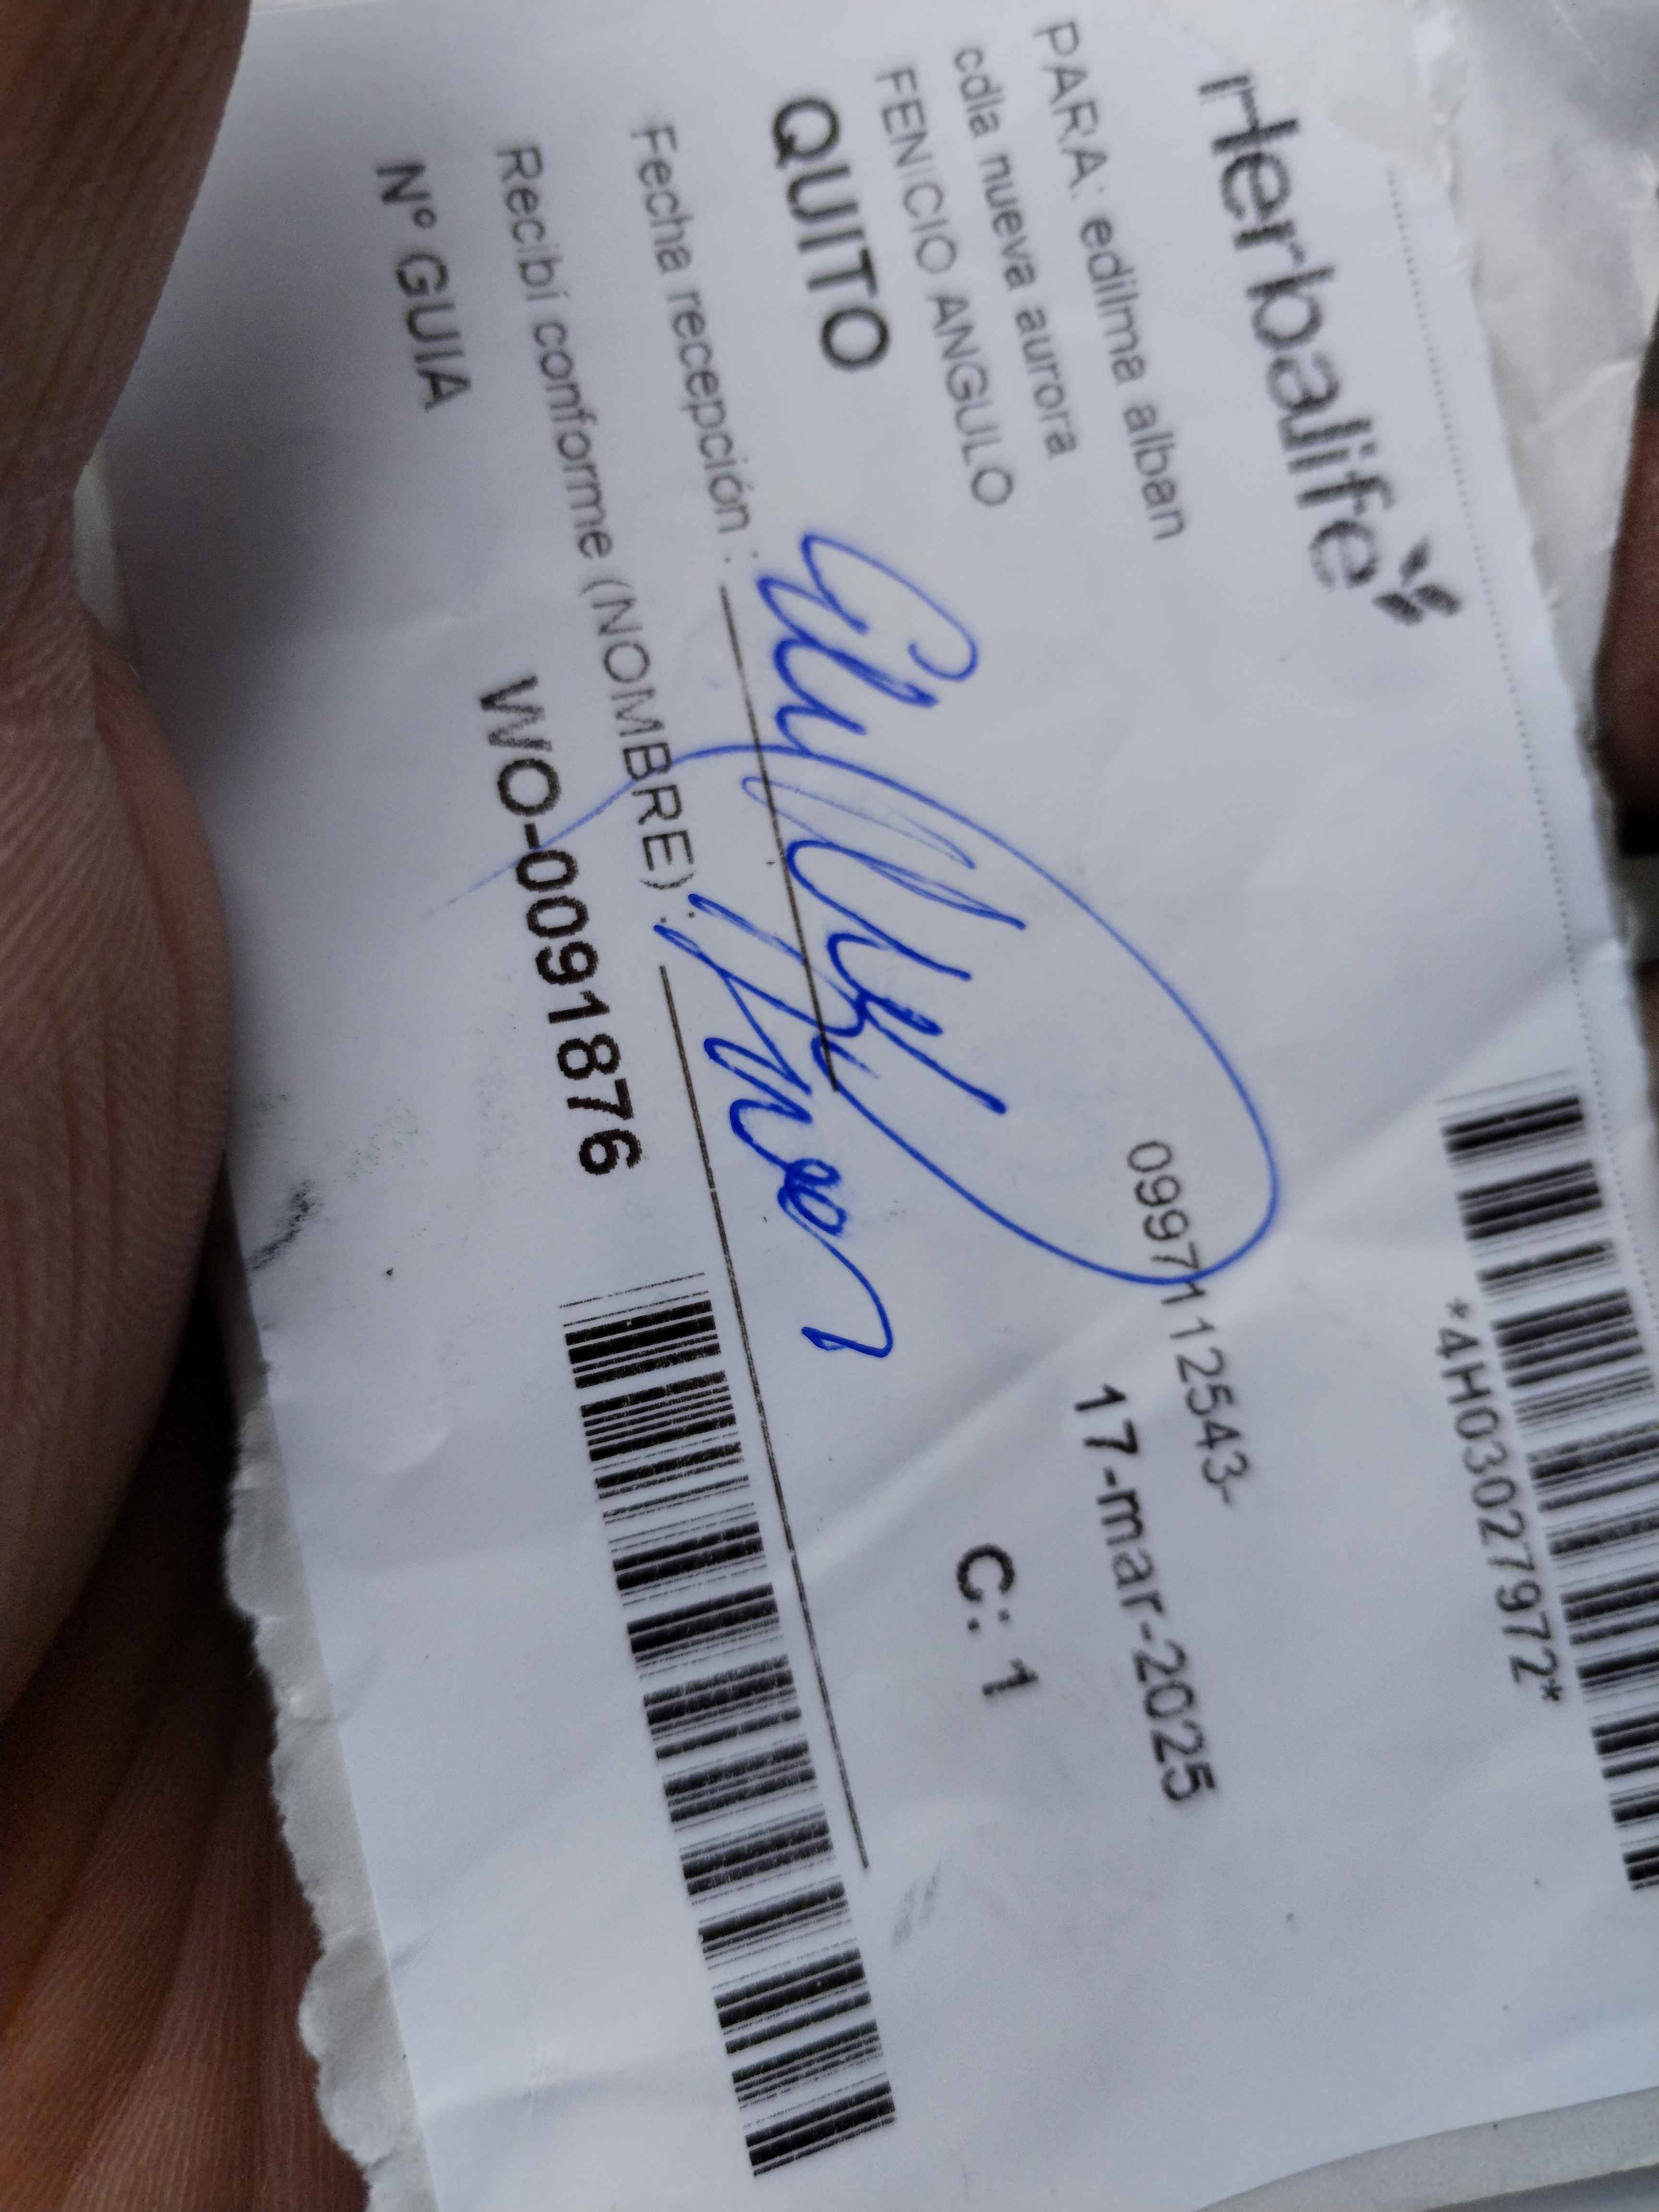 Herbalife
*4H03027972*
PARA: edilma alban
0997112543-
cdla nueva aurora
17-mar-2025
FENICIO ANGULO
QUITO
C: 1
Fecha recepción :
Recibí conforme (NOMBRE) :
Nº GUIA
WO-0091876